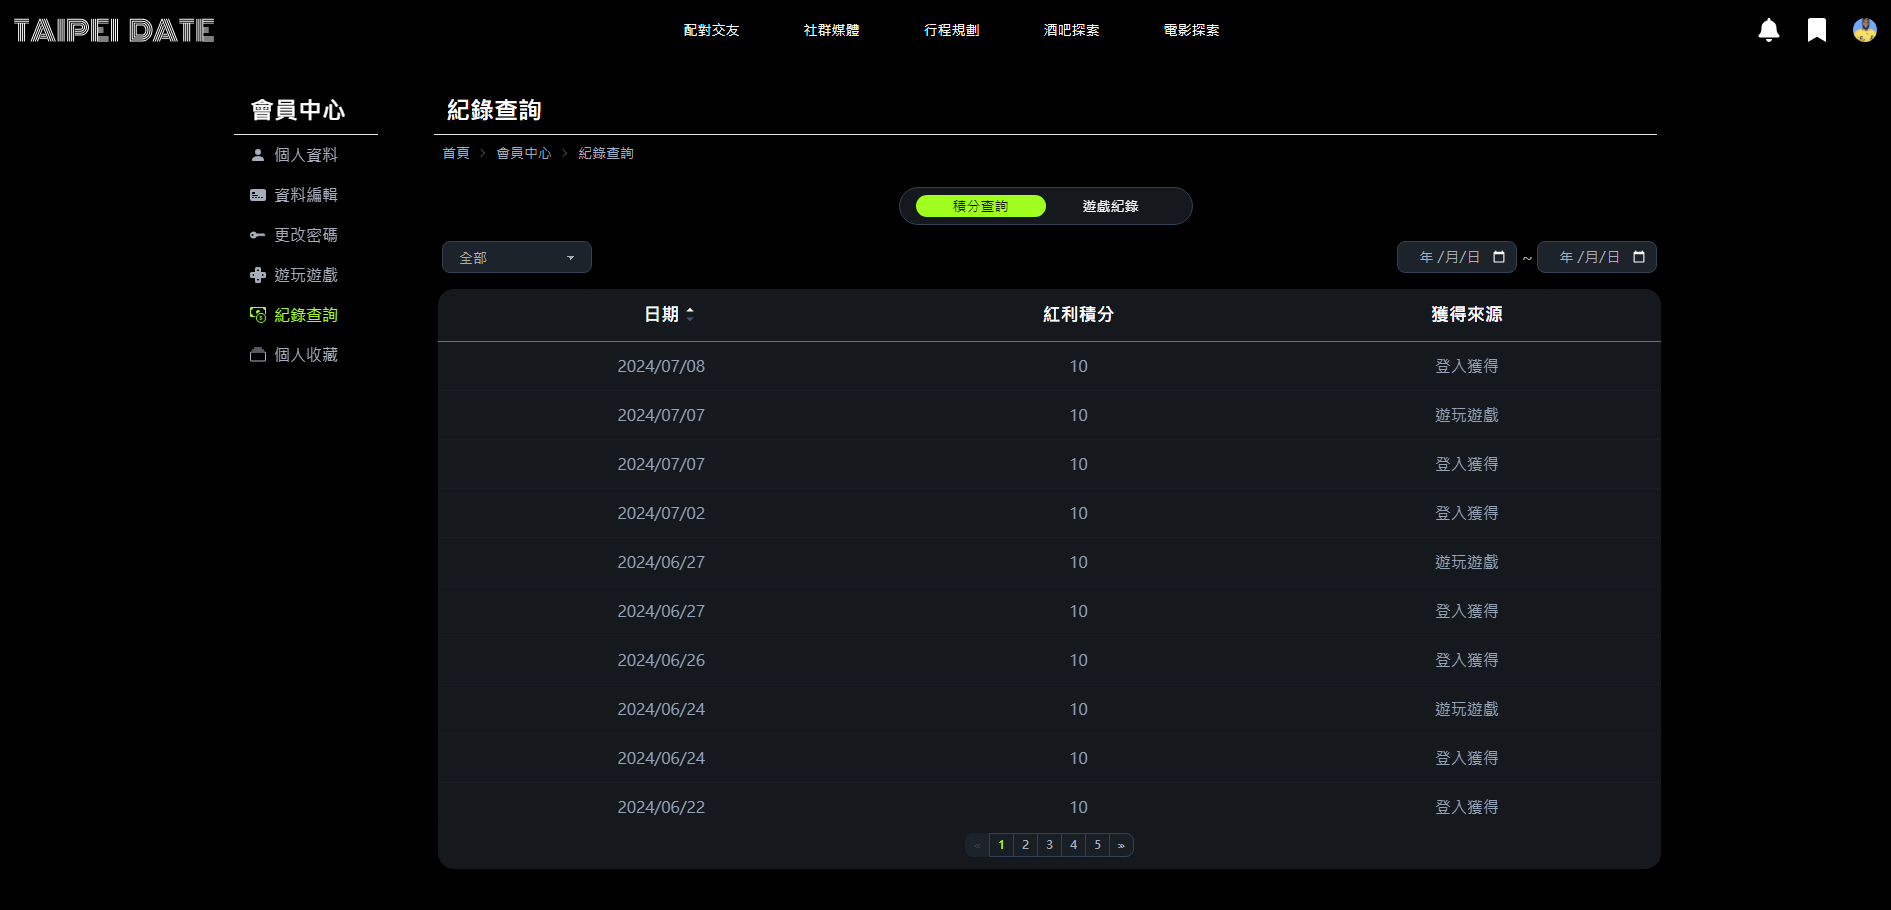 TAIPEI DATE
配對交友 社群媒體 行程規劃 酒吧探索 電影探索
會員中心
個人資料
資料編輯
更改密碼
遊玩遊戲
紀錄查詢
個人收藏
紀錄查詢
首頁 > 會員中心 > 紀錄查詢
積分查詢 遊戲紀錄
全部 年 /月/日 ~ 年 /月/日
日期 紅利積分 獲得來源
2024/07/08 10 登入獲得
2024/07/07 10 遊玩遊戲
2024/07/07 10 登入獲得
2024/07/02 10 登入獲得
2024/06/27 10 遊玩遊戲
2024/06/27 10 登入獲得
2024/06/26 10 登入獲得
2024/06/24 10 遊玩遊戲
2024/06/24 10 登入獲得
2024/06/22 10 登入獲得
« 1 2 3 4 5 »